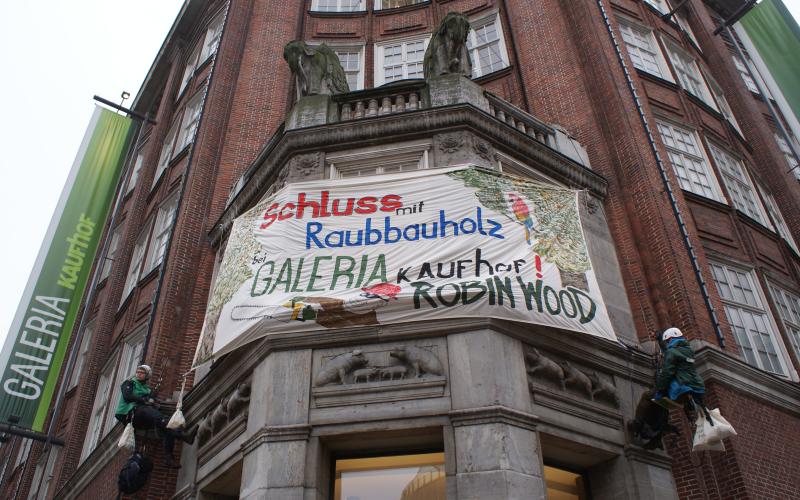 GALERIA KAUFHOF
Schluss mit
Raubbauholz
bei
GALERIA KAUFHOF!
ROBIN WOOD